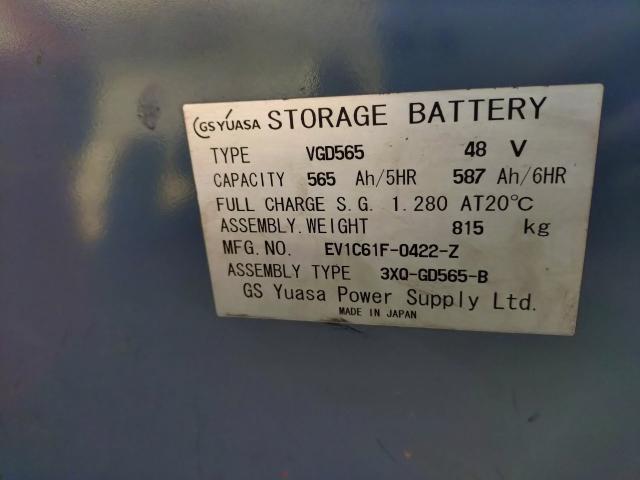 GS YUASA STORAGE BATTERY
TYPE VGD565 48 V
CAPACITY 565 Ah/5HR 587 Ah/6HR
FULL CHARGE S.G. 1.280 AT20℃
ASSEMBLY.WEIGHT 815 kg
MFG.NO. EV1C61F-0422-Z
ASSEMBLY TYPE 3XQ-GD565-B
GS Yuasa Power Supply Ltd.
MADE IN JAPAN